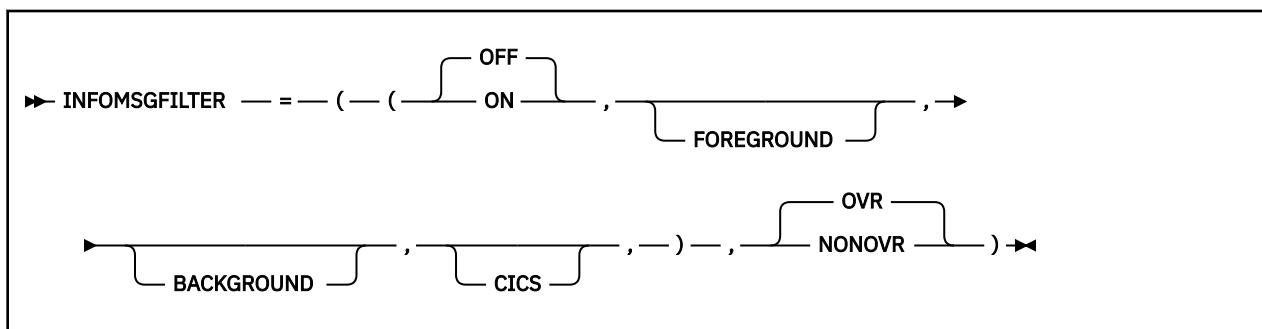 OFF
INFOMSGFILTER = ( ( ON , FOREGROUND ,
OVR
BACKGROUND , CICS , ) , NONOVR )